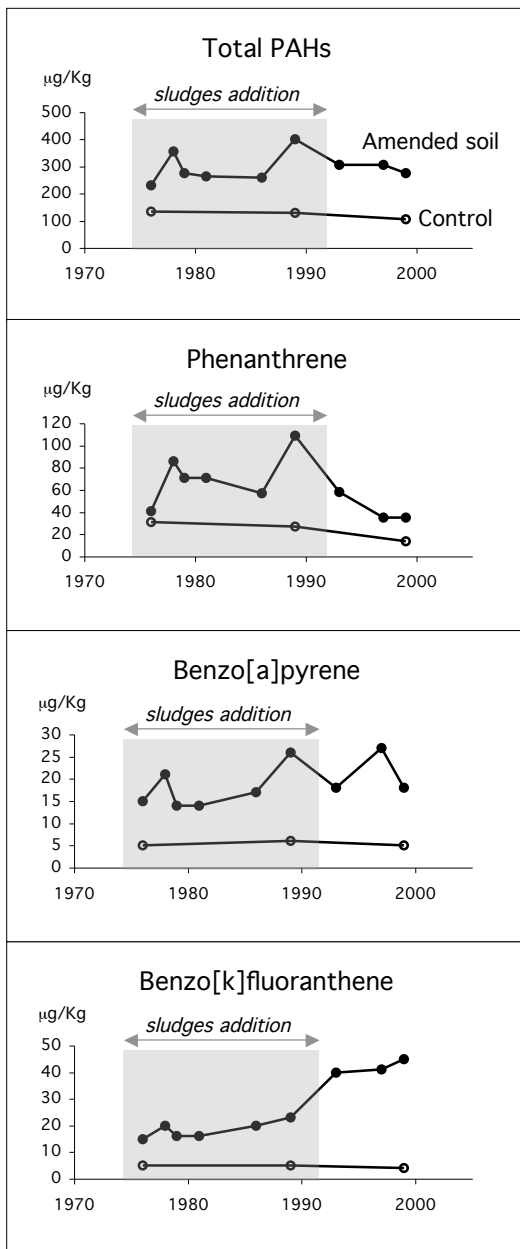 Total PAHs
μg/Kg
sludges addition
500
400
300
200
100
0
Amended soil
Control
1970 1980 1990 2000
Phenanthrene
μg/Kg
sludges addition
120
100
80
60
40
20
0
1970 1980 1990 2000
Benzo[a]pyrene
μg/Kg
sludges addition
30
25
20
15
10
5
0
1970 1980 1990 2000
Benzo[k]fluoranthene
μg/Kg
sludges addition
50
40
30
20
10
0
1970 1980 1990 2000